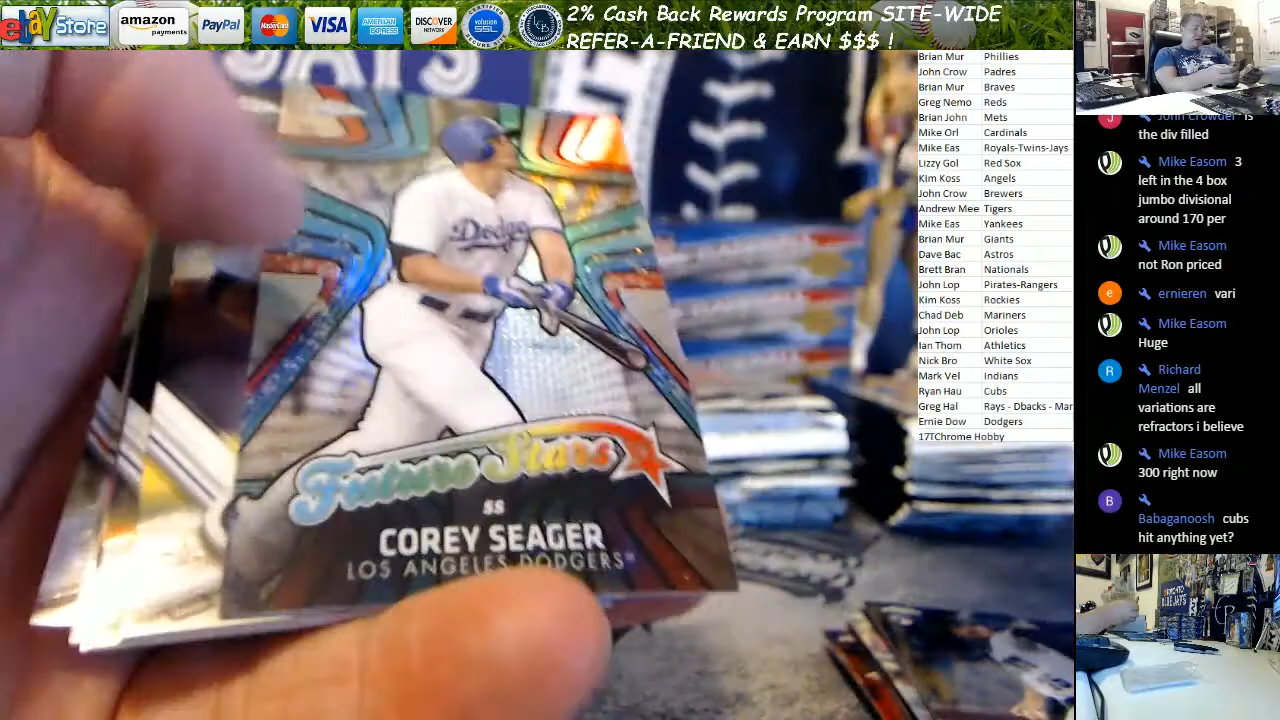 ebay Store
amazon
payments
PayPal
MasterCard
VISA
AMERICAN
EXPRESS
DISCOVER
NETWORK
SSL
2% Cash Back Rewards Program SITE-WIDE
REFER-A-FRIEND & EARN $$$ !
JAYS
Dodgers
Future Stars
SS
COREY SEAGER
LOS ANGELES DODGERS
Brian Mur Phillies
John Crow Padres
Brian Mur Braves
Greg Nemo Reds
Brian John Mets
Mike Orl Cardinals
Mike Eas Royals-Twins-Jays
Lizzy Gol Red Sox
Kim Koss Angels
John Crow Brewers
Andrew Mee Tigers
Mike Eas Yankees
Brian Mur Giants
Dave Bac Astros
Brett Bran Nationals
John Lop Pirates-Rangers
Kim Koss Rockies
Chad Deb Mariners
John Lop Orioles
Ian Thom Athletics
Nick Bro White Sox
Mark Vel Indians
Ryan Hau Cubs
Greg Hal Rays - Dbacks - Mar
Ernie Dow Dodgers
17TChrome Hobby
J John Crowder is
the div filled
Mike Easom 3
left in the 4 box
jumbo divisional
around 170 per
Mike Easom
not Ron priced
e ernieren vari
Mike Easom
Huge
R Richard
Menzel all
variations are
refractors i believe
Mike Easom
300 right now
B
Babaganoosh cubs
hit anything yet?